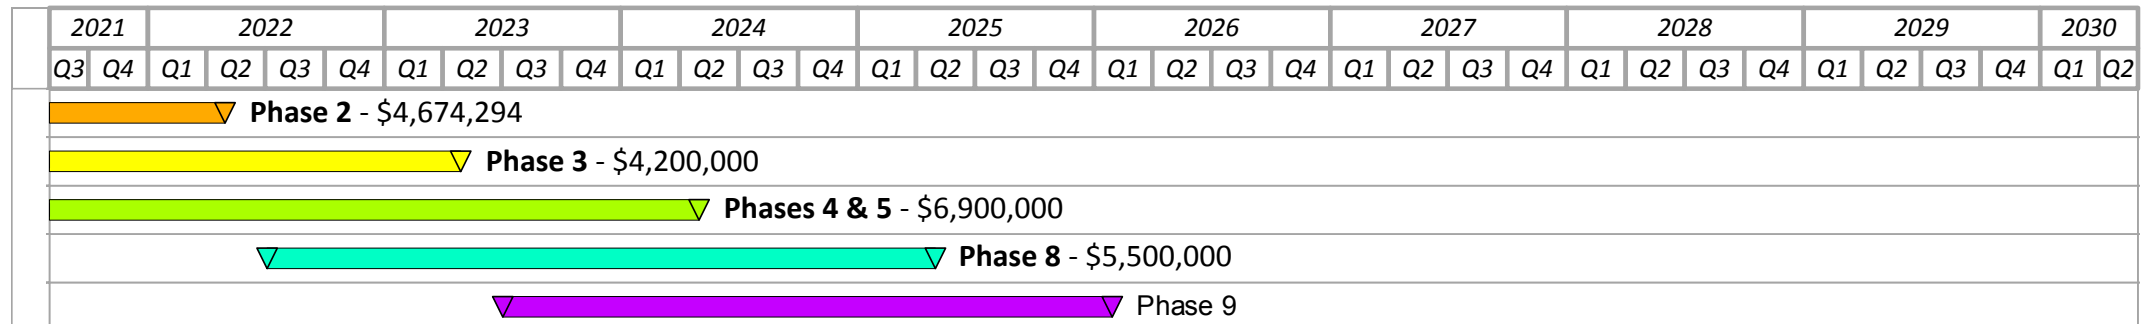 2021 2022 2023 2024 2025 2026 2027 2028 2029 2030
Q3 Q4 Q1 Q2 Q3 Q4 Q1 Q2 Q3 Q4 Q1 Q2 Q3 Q4 Q1 Q2 Q3 Q4 Q1 Q2 Q3 Q4 Q1 Q2 Q3 Q4 Q1 Q2 Q3 Q4 Q1 Q2 Q3 Q4 Q1 Q2
Phase 2 - $4,674,294
Phase 3 - $4,200,000
Phases 4 & 5 - $6,900,000
Phase 8 - $5,500,000
Phase 9